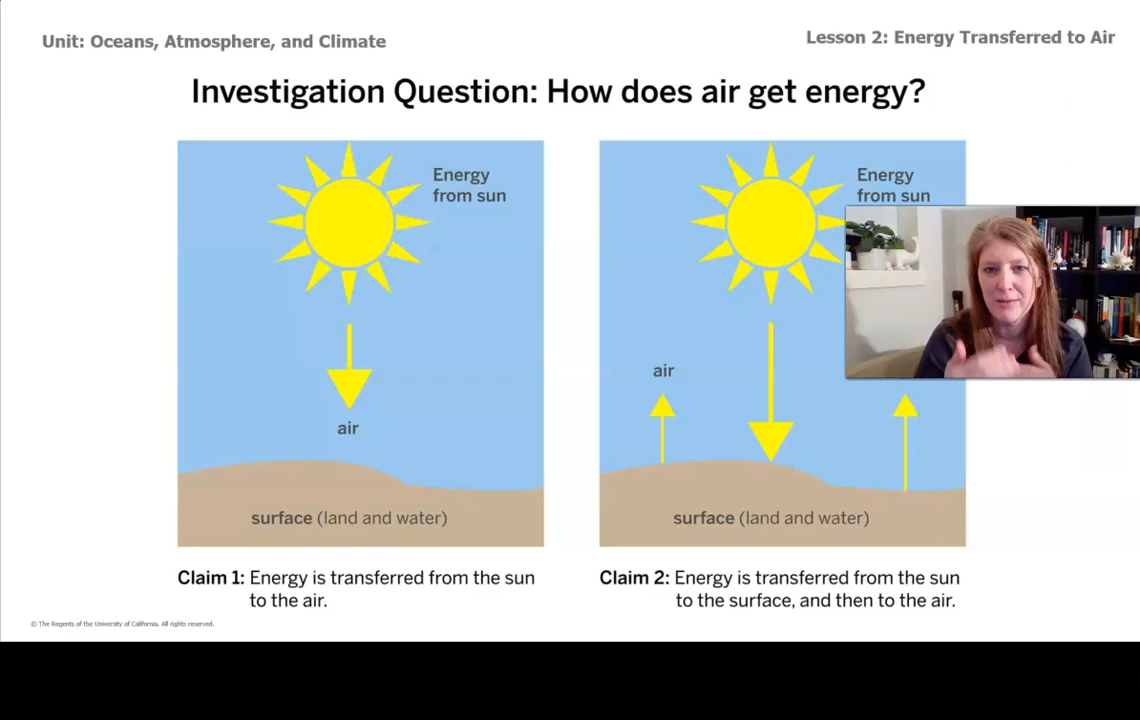 Unit: Oceans, Atmosphere, and Climate
Lesson 2: Energy Transferred to Air
Investigation Question: How does air get energy?
Energy
from sun
air
surface (land and water)
Claim 1: Energy is transferred from the sun
to the air.
Energy
from sun
air
surface (land and water)
Claim 2: Energy is transferred from the sun
to the surface, and then to the air.
© The Regents of the University of California. All rights reserved.